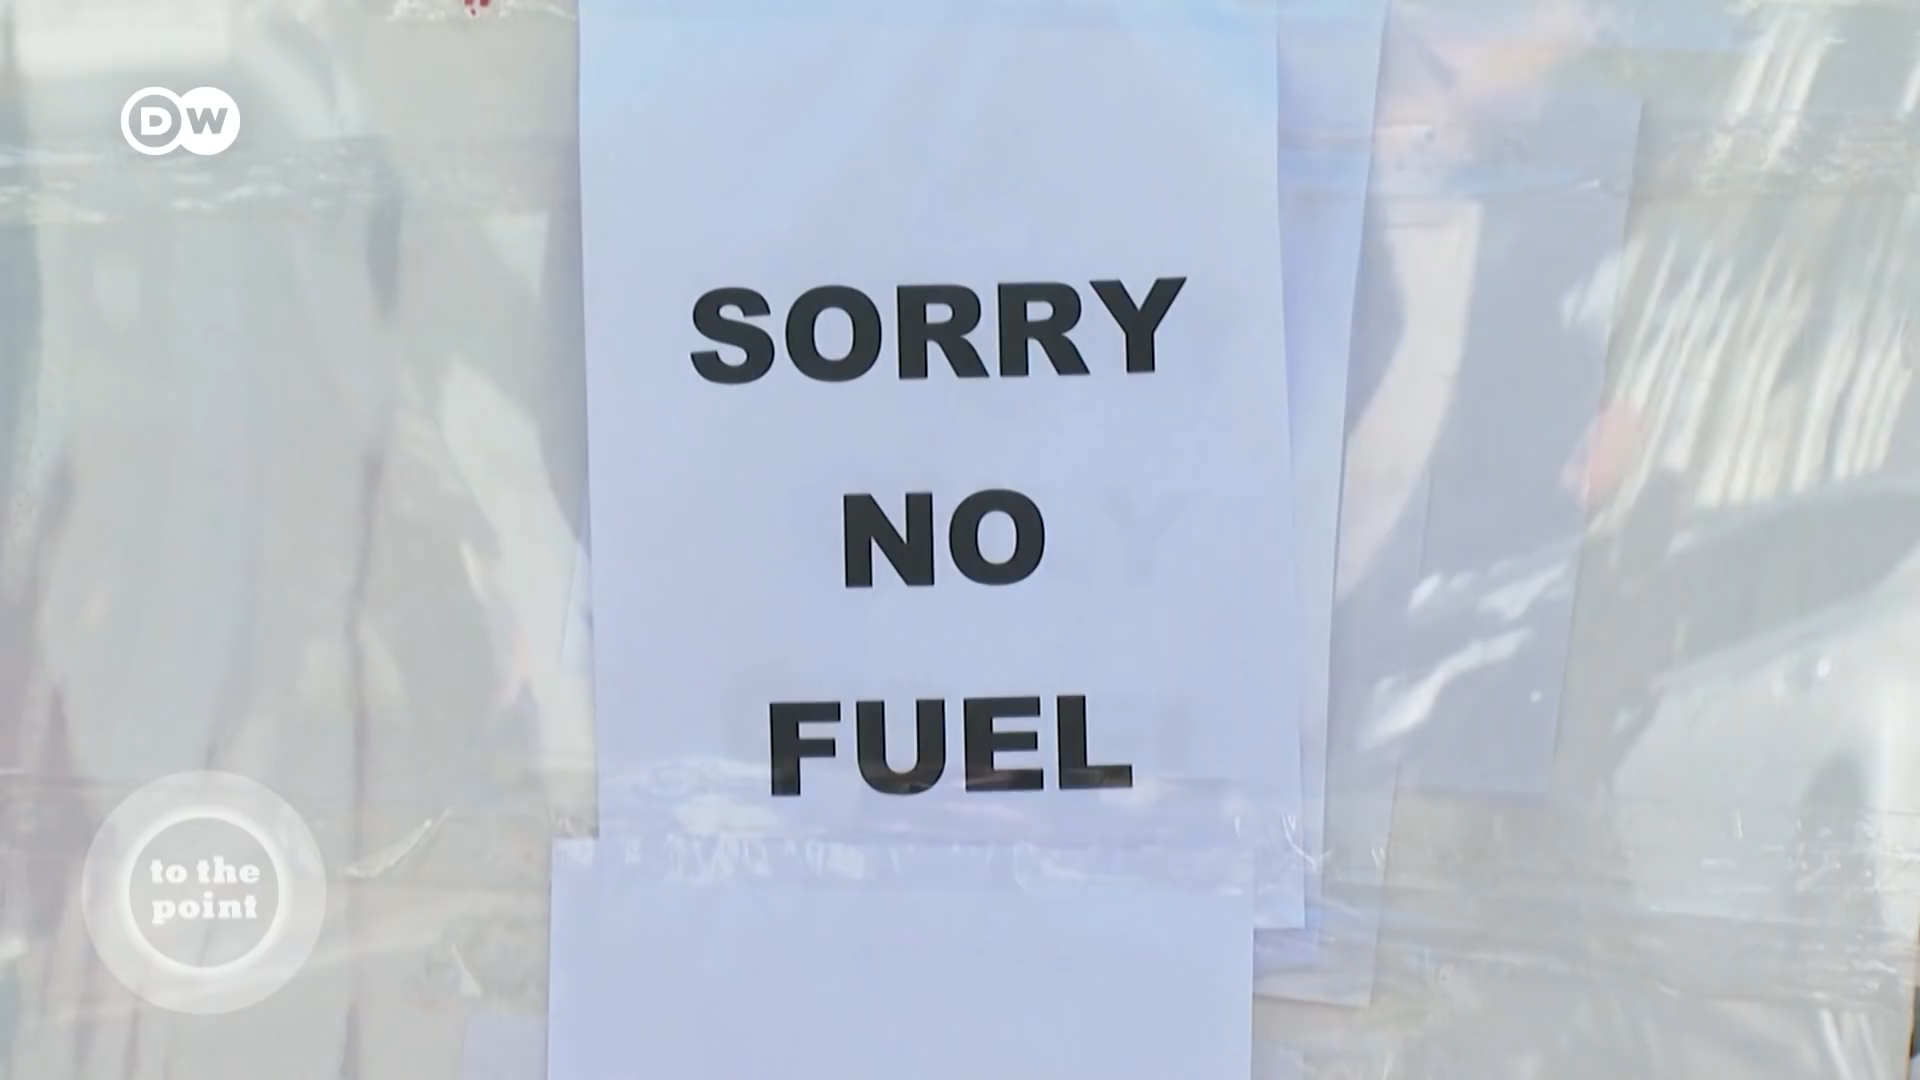 DW
SORRY
NO
FUEL
to the
point